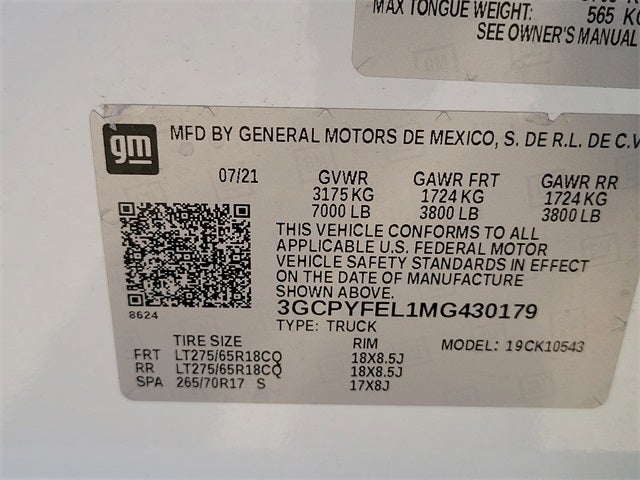 MAX TONGUE WEIGHT: 565 KG
SEE OWNER'S MANUAL
gm
MFD BY GENERAL MOTORS DE MEXICO, S. DE R.L. DE C.V
07/21 GVWR GAWR FRT GAWR RR
3175 KG 1724 KG 1724 KG
7000 LB 3800 LB 3800 LB
THIS VEHICLE CONFORMS TO ALL
APPLICABLE U.S. FEDERAL MOTOR
VEHICLE SAFETY STANDARDS IN EFFECT
ON THE DATE OF MANUFACTURE
SHOWN ABOVE.
8624
3GCPYFEL1MG430179
TYPE: TRUCK
TIRE SIZE RIM MODEL: 19CK10543
FRT LT275/65R18CQ 18X8.5J
RR LT275/65R18CQ 18X8.5J
SPA 265/70R17 S 17X8J